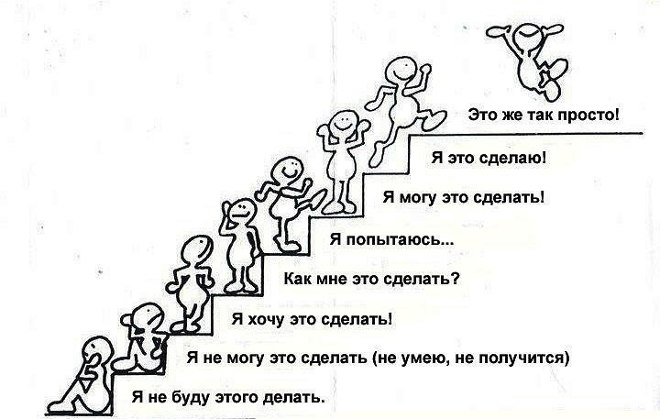 Это же так просто!
Я это сделаю!
Я могу это сделать!
Я попытаюсь...
Как мне это сделать?
Я хочу это сделать!
Я не могу это сделать (не умею, не получится)
Я не буду этого делать.